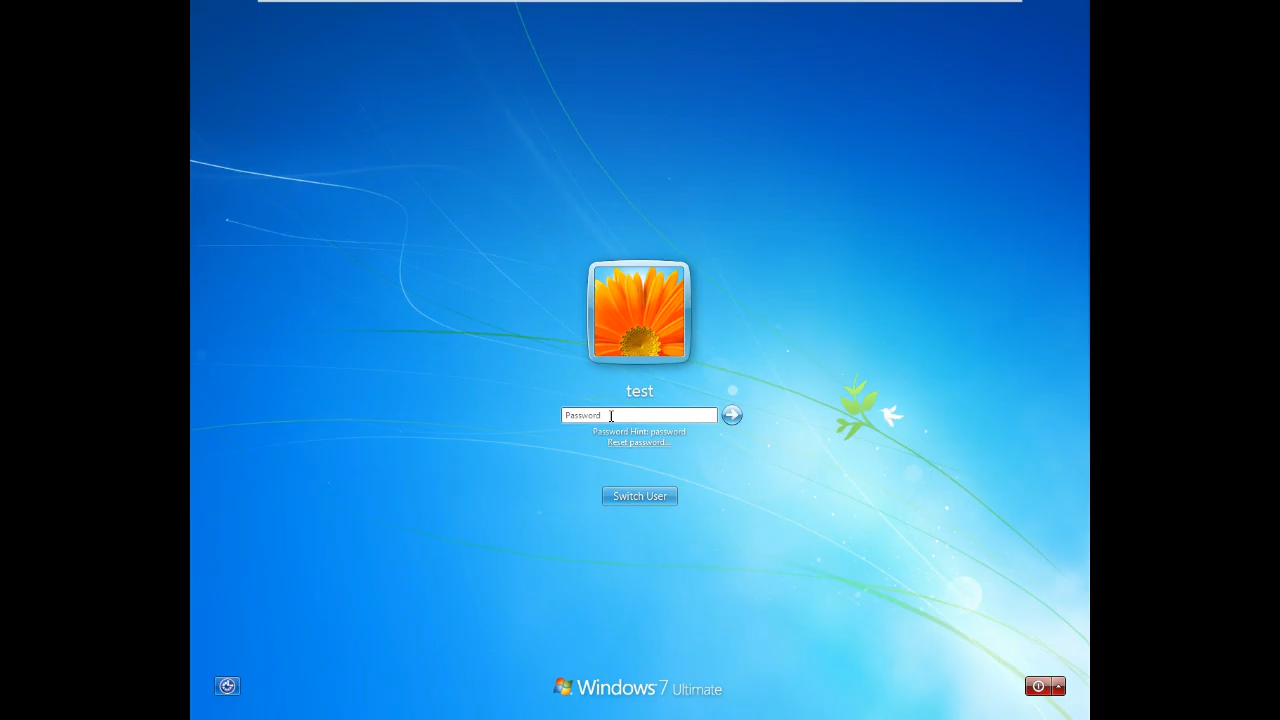 test
Password
Password Hint: password
Reset password...
Switch User
Windows 7 Ultimate